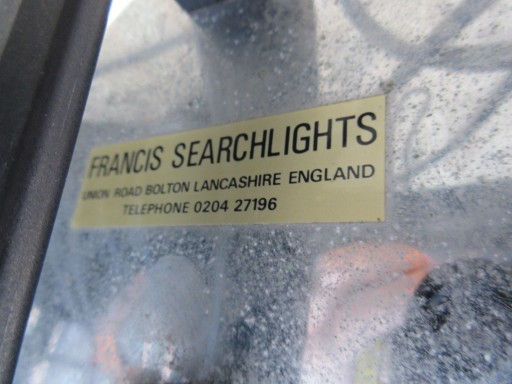 FRANCIS SEARCHLIGHTS
UNION ROAD BOLTON LANCASHIRE ENGLAND
TELEPHONE 0204 27196